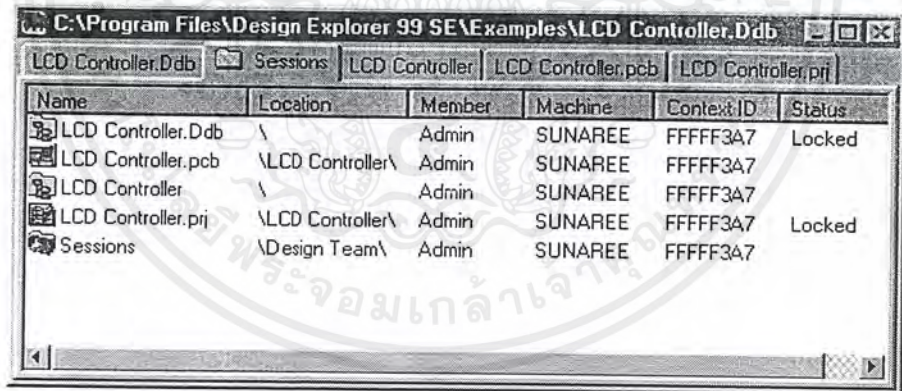 C:\Program Files\Design Explorer 99 SE\Examples\LCD Controller.Ddb
LCD Controller.Ddb Sessions LCD Controller LCD Controller.pcb LCD Controller.prj
Name Location Member Machine Context ID Status
LCD Controller.Ddb \ Admin SUNAREE FFFFF3A7 Locked
LCD Controller.pcb \LCD Controller\ Admin SUNAREE FFFFF3A7
LCD Controller \ Admin SUNAREE FFFFF3A7
LCD Controller.prj \LCD Controller\ Admin SUNAREE FFFFF3A7 Locked
Sessions \Design Team\ Admin SUNAREE FFFFF3A7